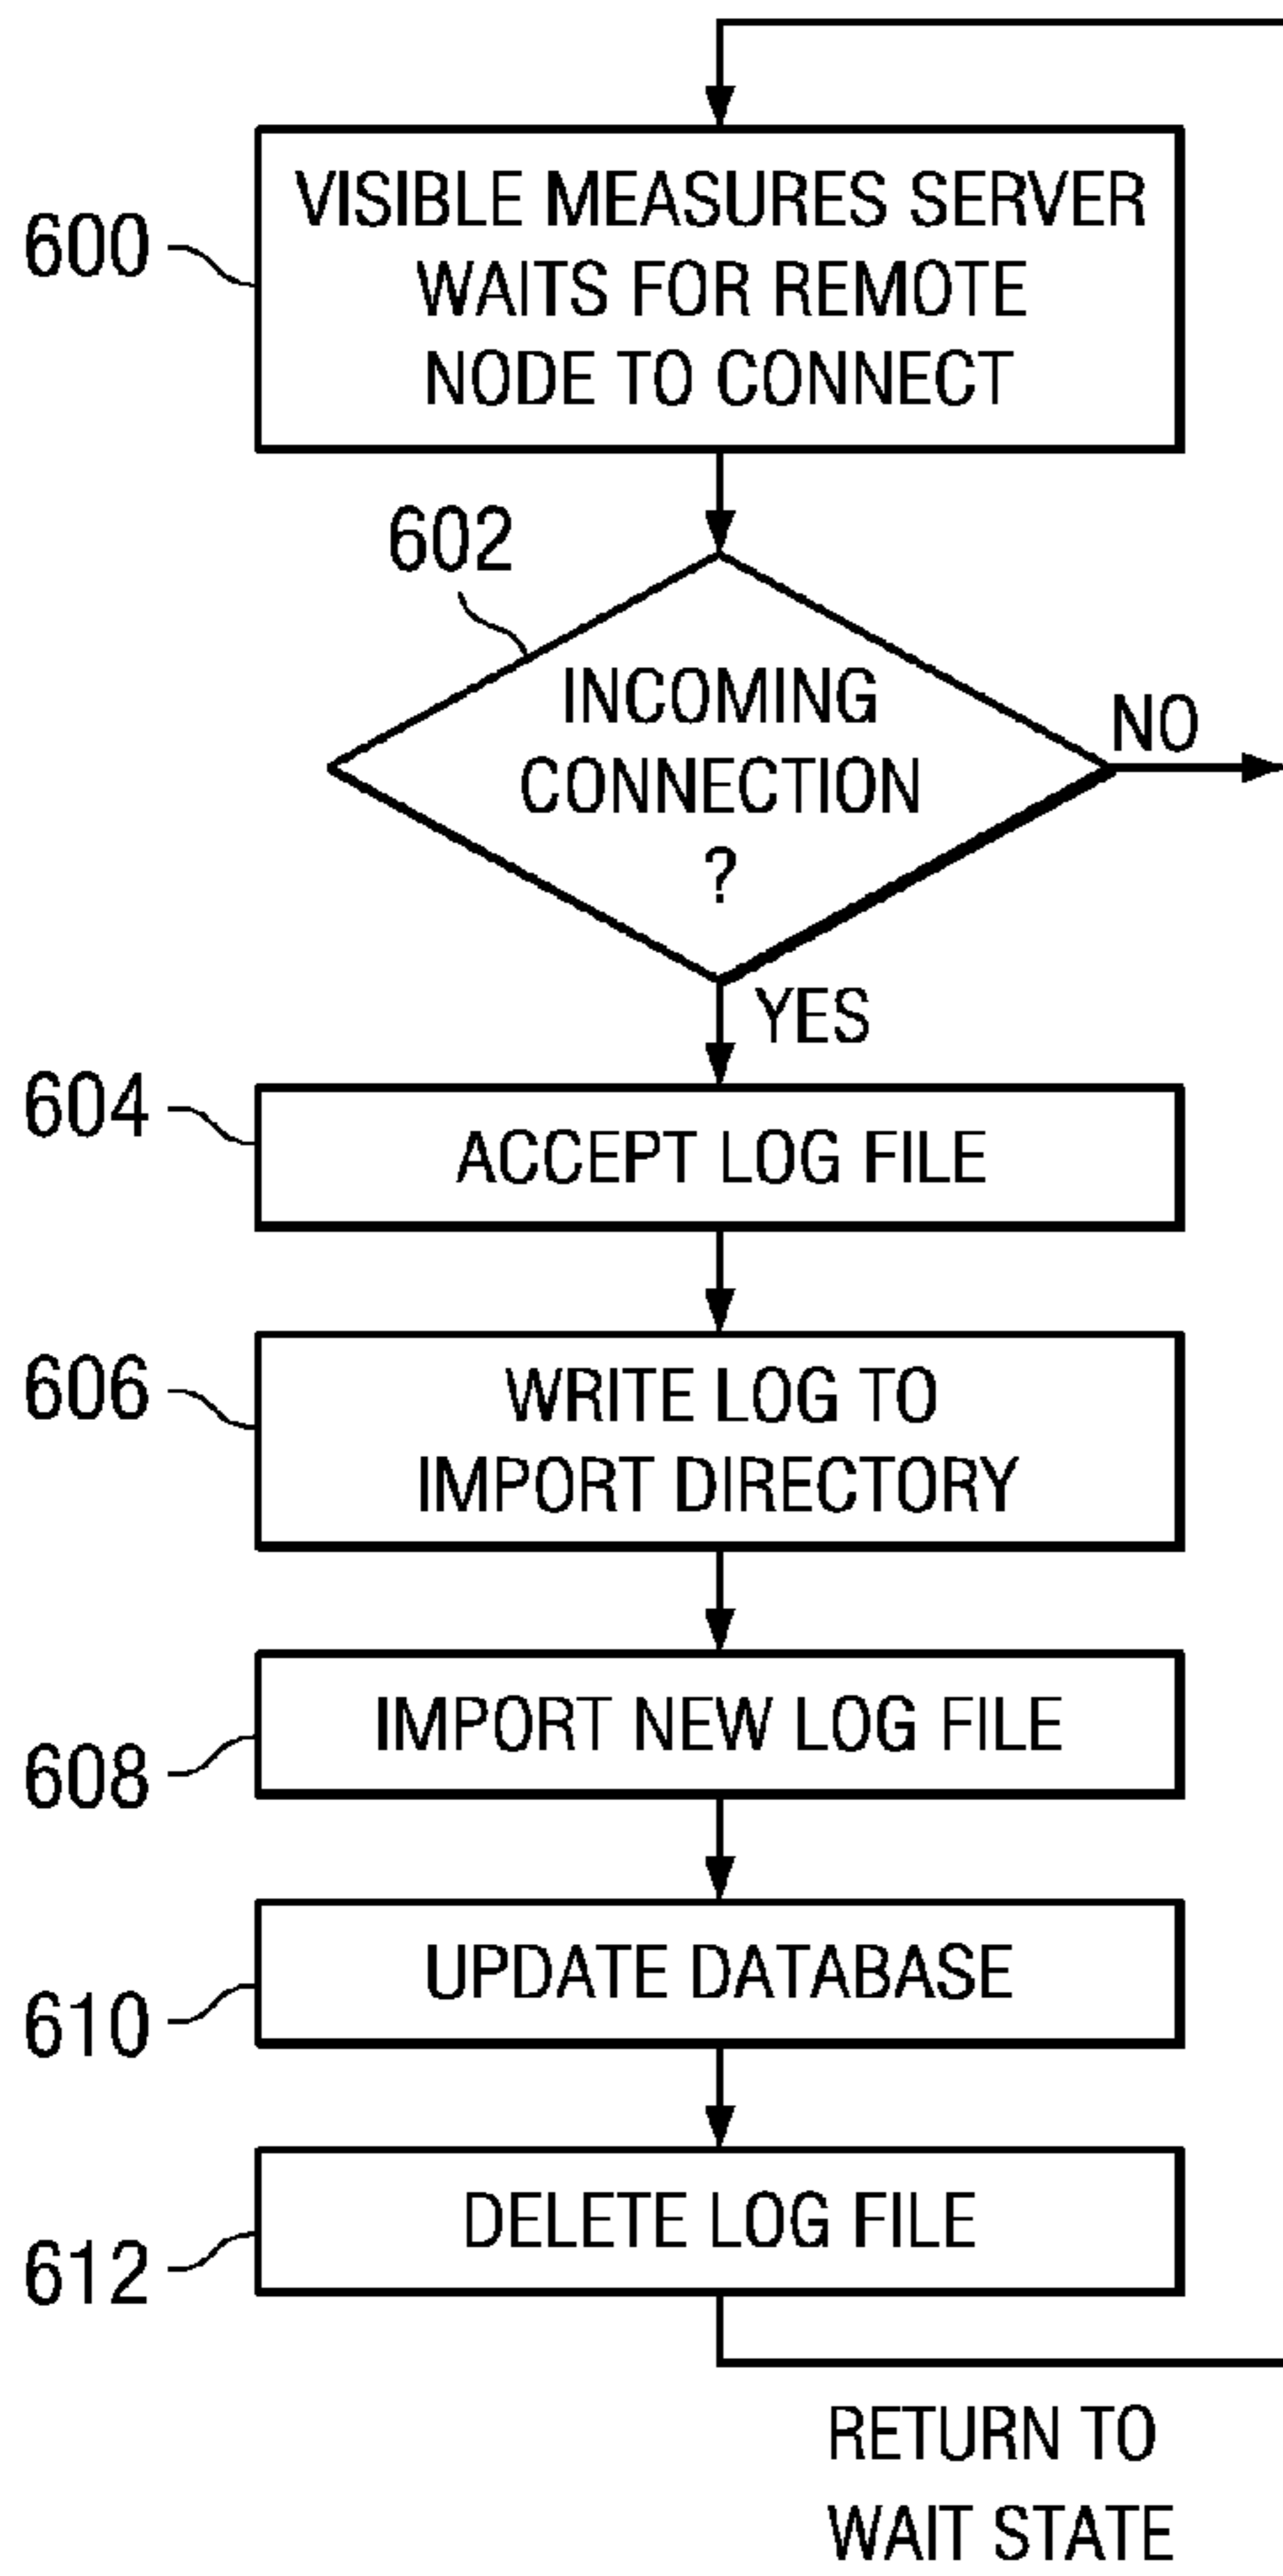 600
VISIBLE MEASURES SERVER
WAITS FOR REMOTE
NODE TO CONNECT
602
INCOMING
CONNECTION
?
NO
YES
604
ACCEPT LOG FILE
606
WRITE LOG TO
IMPORT DIRECTORY
608
IMPORT NEW LOG FILE
610
UPDATE DATABASE
612
DELETE LOG FILE
RETURN TO
WAIT STATE